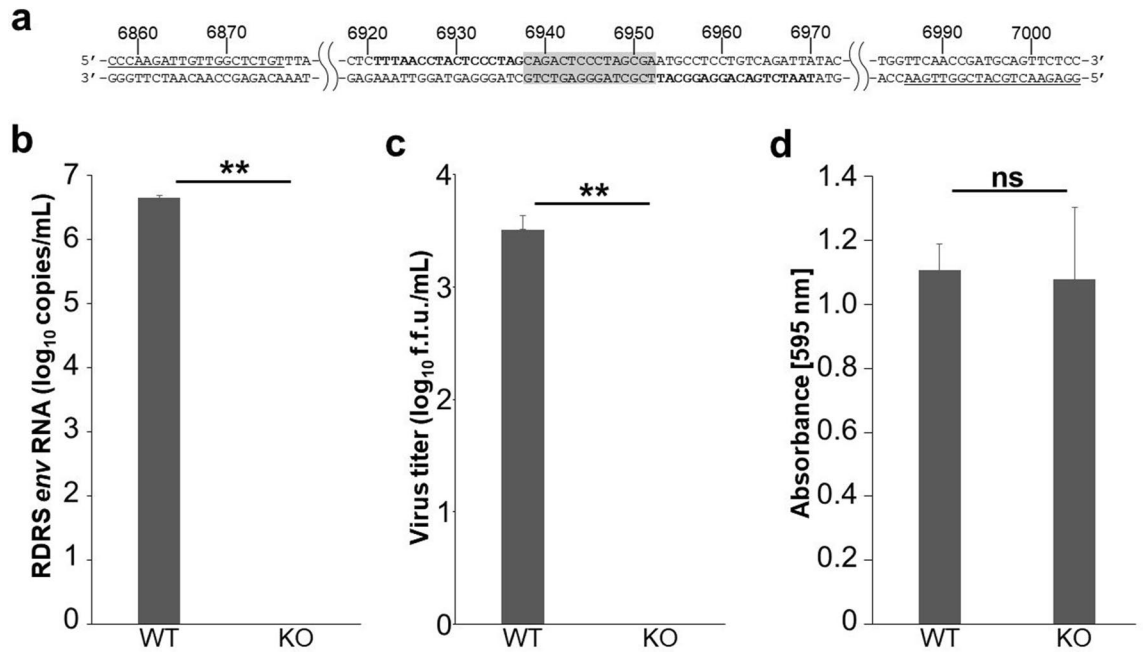 a
6860 6870 6920 6930 6940 6950 6960 6970 6990 7000
5′-CCCAAGATTGTTGGCTCTGTTTA- -CTCTTTAACCTACTCCCTAGCAGACTCCCTAGCGAATGCCTCCTGTCAGATTATAC- -TGGTTCAACCGATGCAGTTCTCC-3′
3′-GGGTTCTAACAACCGAGACAAAT- -GAGAAATTGGATGAGGGATCGTCTGAGGGATCGCTTACGGAGGACAGTCTAATATG- -ACCAAGTTGGCTACGTCAAGAGG-5′
b
RDRS env RNA (log10 copies/mL)
7
6
5
4
3
2
1
0
**
WT KO
c
Virus titer (log10 f.f.u./mL)
4
3
2
1
0
**
WT KO
d
Absorbance [595 nm]
1.4
1.2
1.0
0.8
0.6
0.4
0.2
0
ns
WT KO